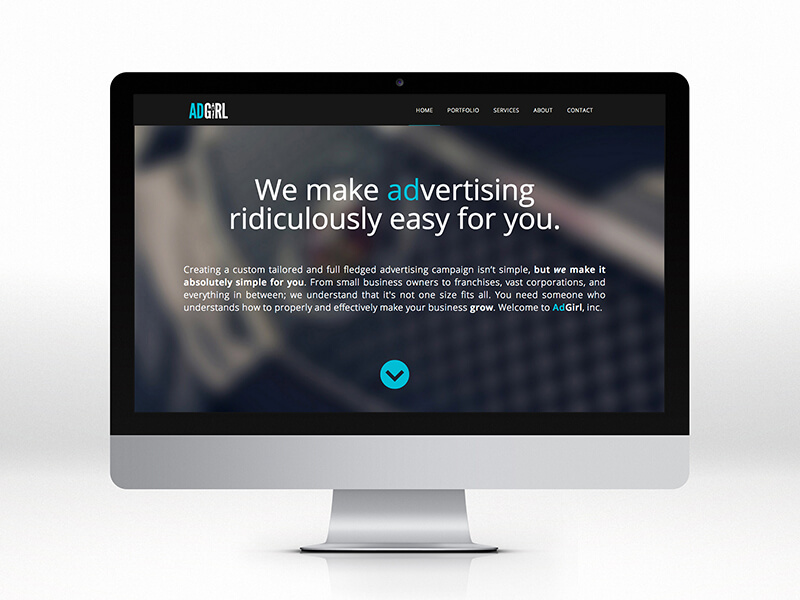 ADGIRL
HOME PORTFOLIO SERVICES ABOUT CONTACT
We make advertising
ridiculously easy for you.
Creating a custom tailored and full fledged advertising campaign isn't simple, but we make it
absolutely simple for you. From small business owners to franchises, vast corporations, and
everything in between; we understand that it's not one size fits all. You need someone who
understands how to properly and effectively make your business grow. Welcome to AdGirl, inc.